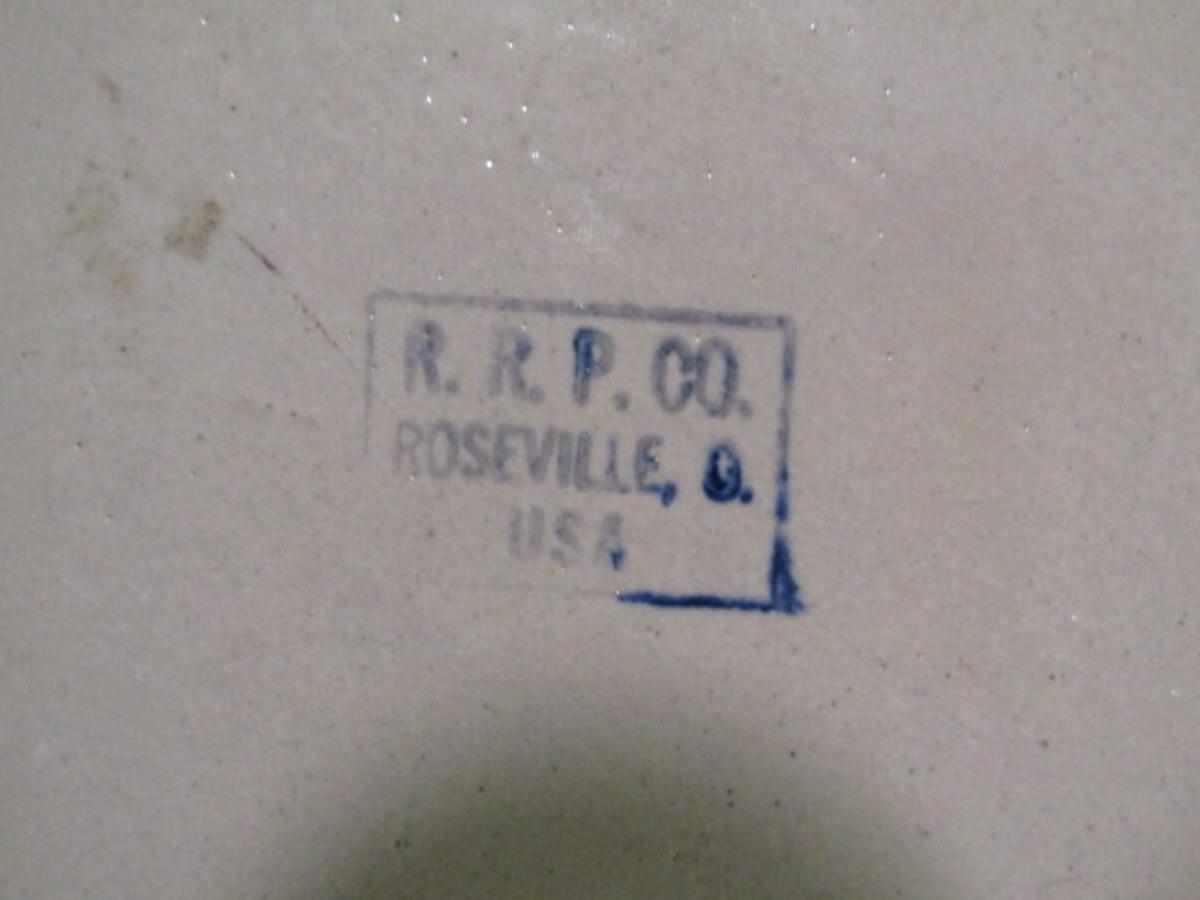 R. R. P. CO.
ROSEVILLE, O.
USA